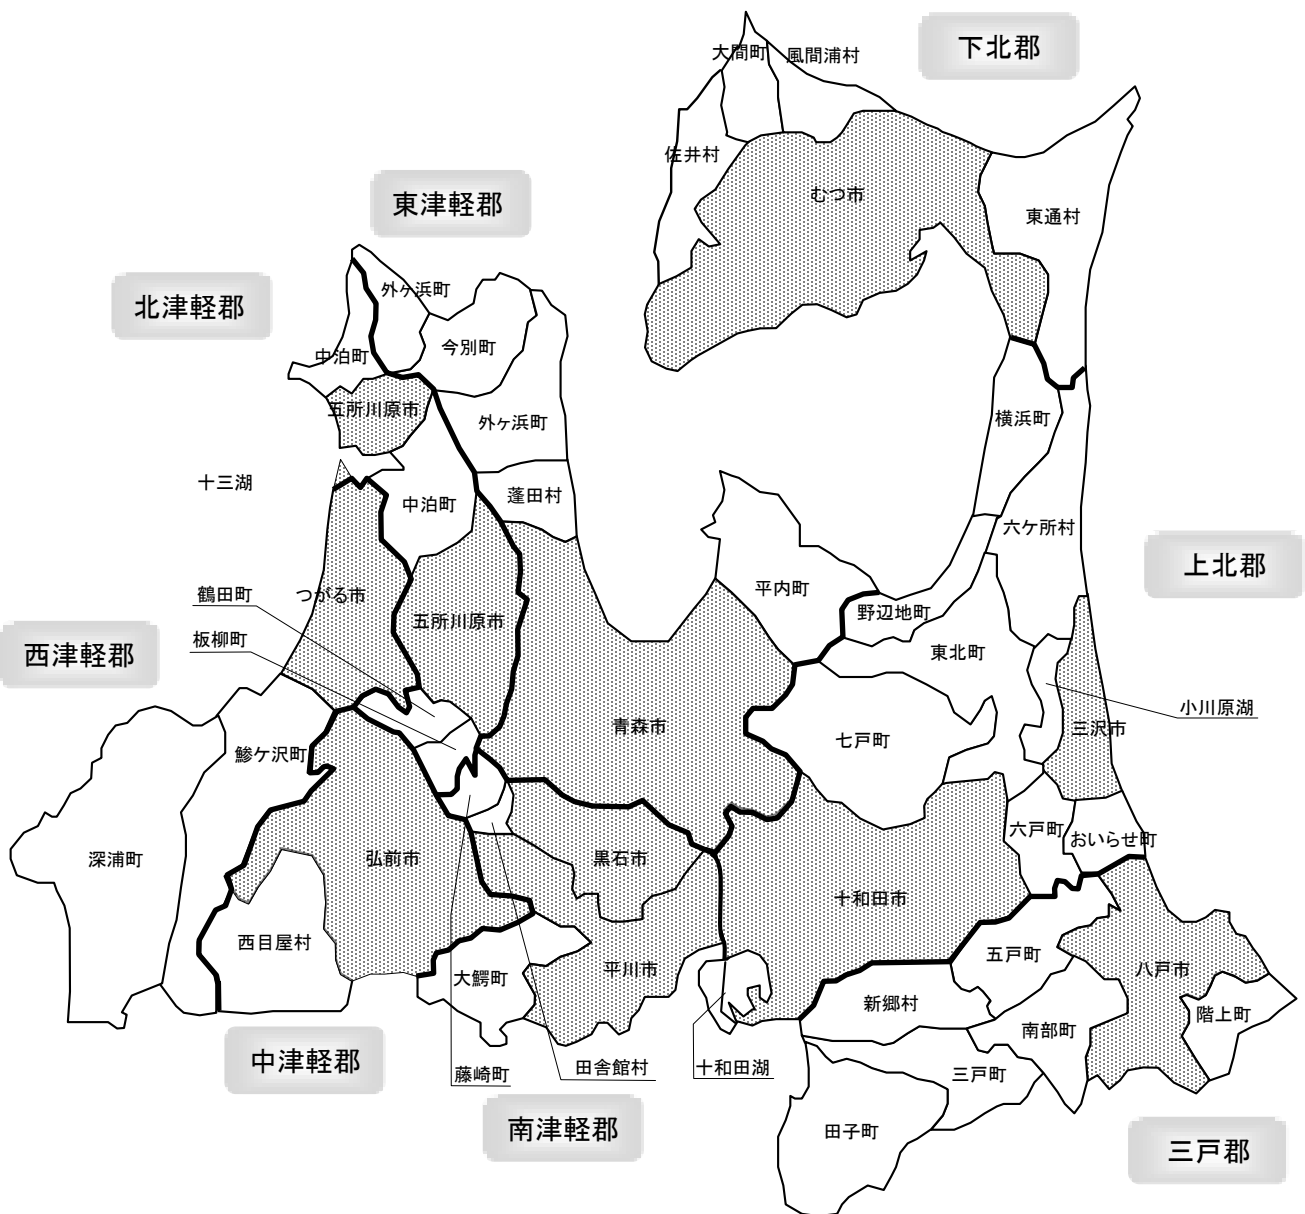 下北郡
大間町
風間浦村
佐井村
むつ市
東通村
東津軽郡
北津軽郡
外ヶ浜町
中泊町
今別町
五所川原市
外ヶ浜町
横浜町
十三湖
中泊町
蓬田村
六ケ所村
上北郡
鶴田町
つがる市
五所川原市
平内町
野辺地町
板柳町
西津軽郡
東北町
小川原湖
青森市
七戸町
三沢市
鰺ケ沢町
深浦町
弘前市
黒石市
六戸町
おいらせ町
十和田市
西目屋村
大鰐町
平川市
五戸町
八戸市
新郷村
南部町
階上町
中津軽郡
藤崎町
田舎館村
十和田湖
三戸町
南津軽郡
田子町
三戸郡